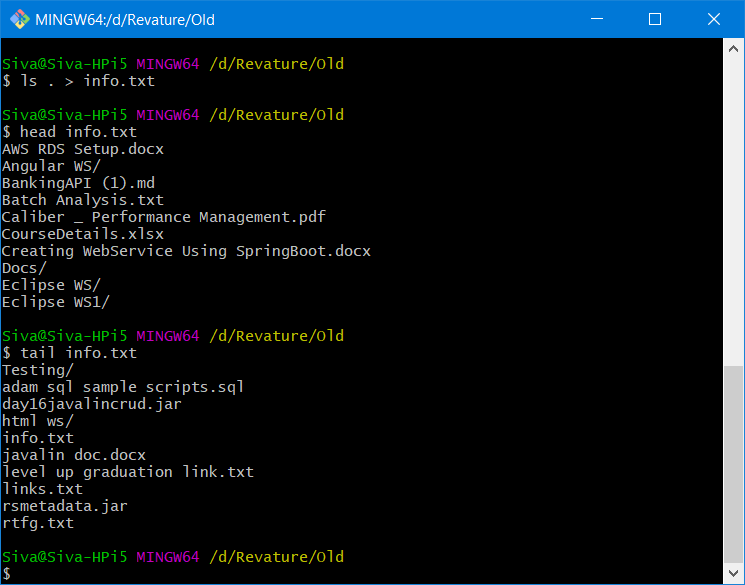 MINGW64:/d/Revature/Old
Siva@Siva-HPi5 MINGW64 /d/Revature/Old
$ ls . > info.txt
Siva@Siva-HPi5 MINGW64 /d/Revature/Old
$ head info.txt
AWS RDS Setup.docx
Angular WS/
BankingAPI (1).md
Batch Analysis.txt
Caliber _ Performance Management.pdf
CourseDetails.xlsx
Creating WebService Using SpringBoot.docx
Docs/
Eclipse WS/
Eclipse WS1/
Siva@Siva-HPi5 MINGW64 /d/Revature/Old
$ tail info.txt
Testing/
adam sql sample scripts.sql
day16javalincrud.jar
html ws/
info.txt
javalin doc.docx
level up graduation link.txt
links.txt
rsmetadata.jar
rtfg.txt
Siva@Siva-HPi5 MINGW64 /d/Revature/Old
$